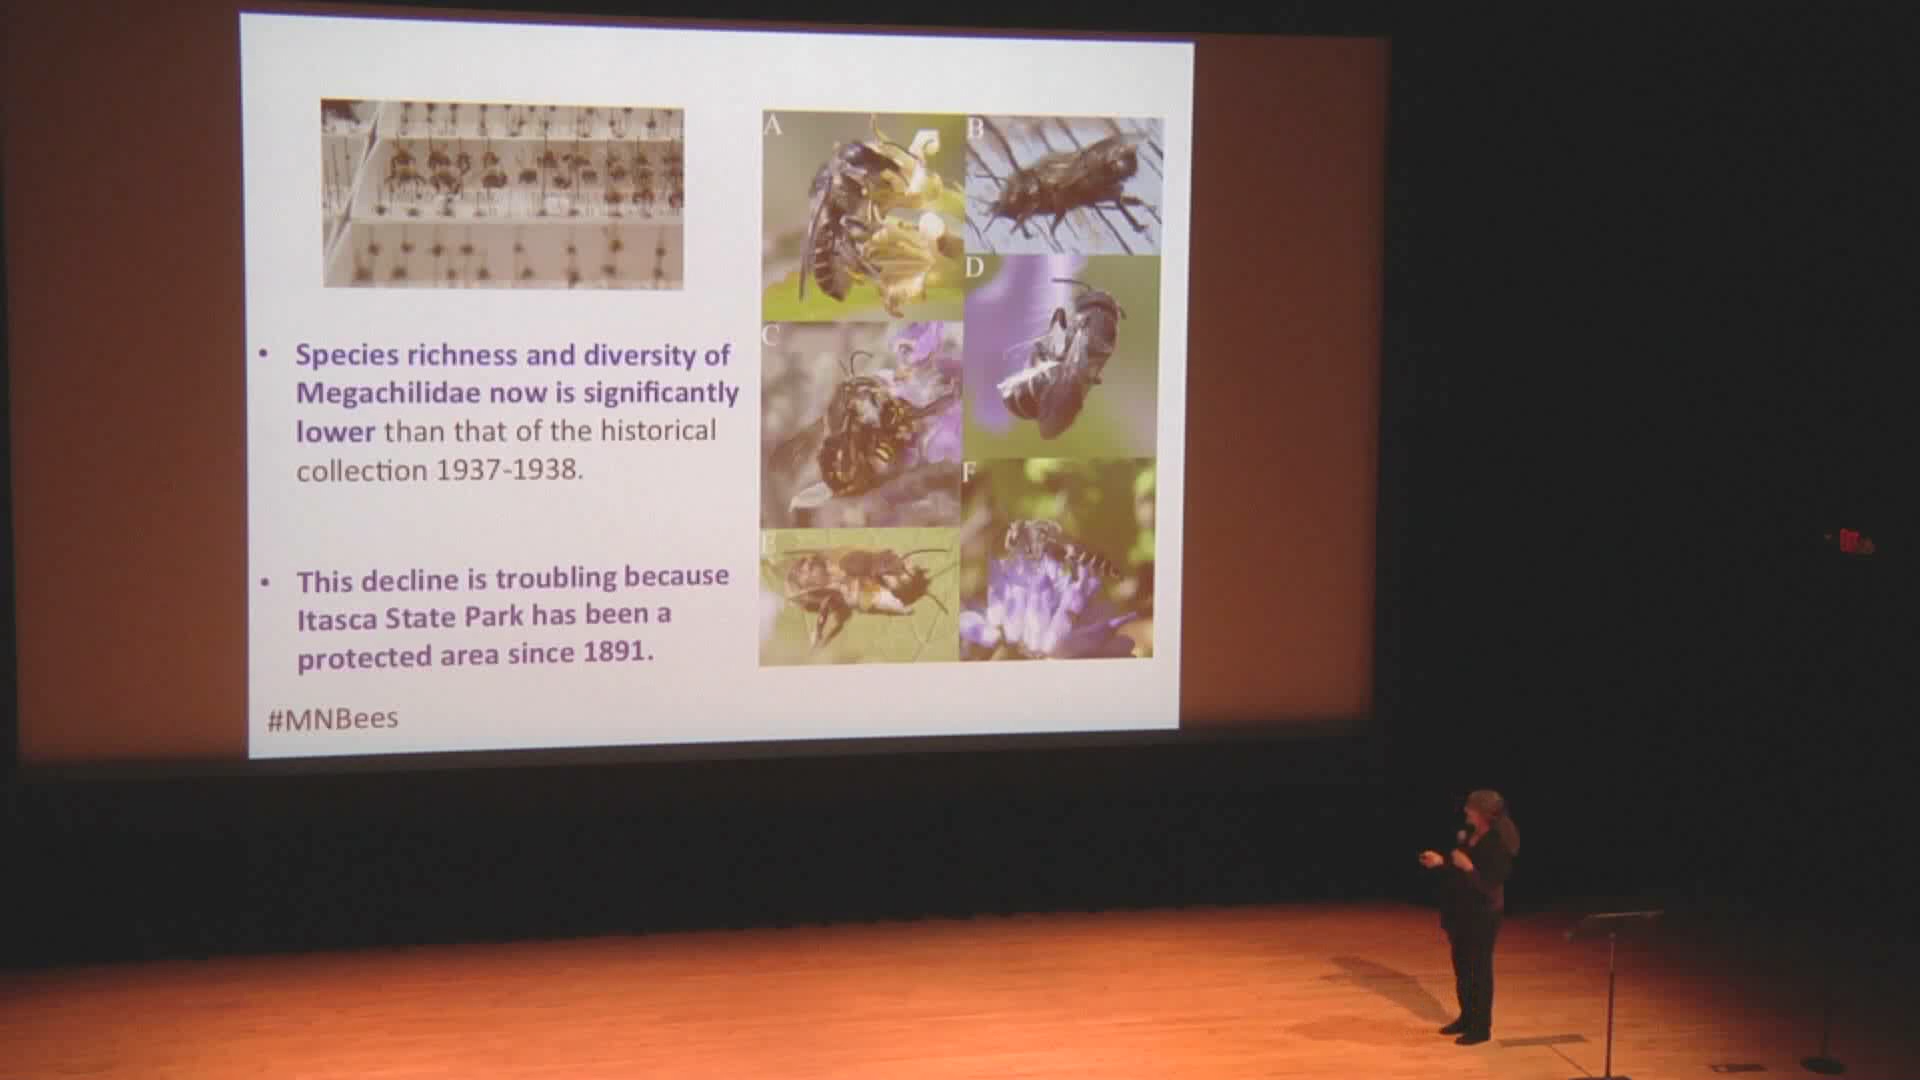 A
B
D
C
F
E
• Species richness and diversity of
Megachilidae now is significantly
lower than that of the historical
collection 1937-1938.
• This decline is troubling because
Itasca State Park has been a
protected area since 1891.
#MNBees
EXIT